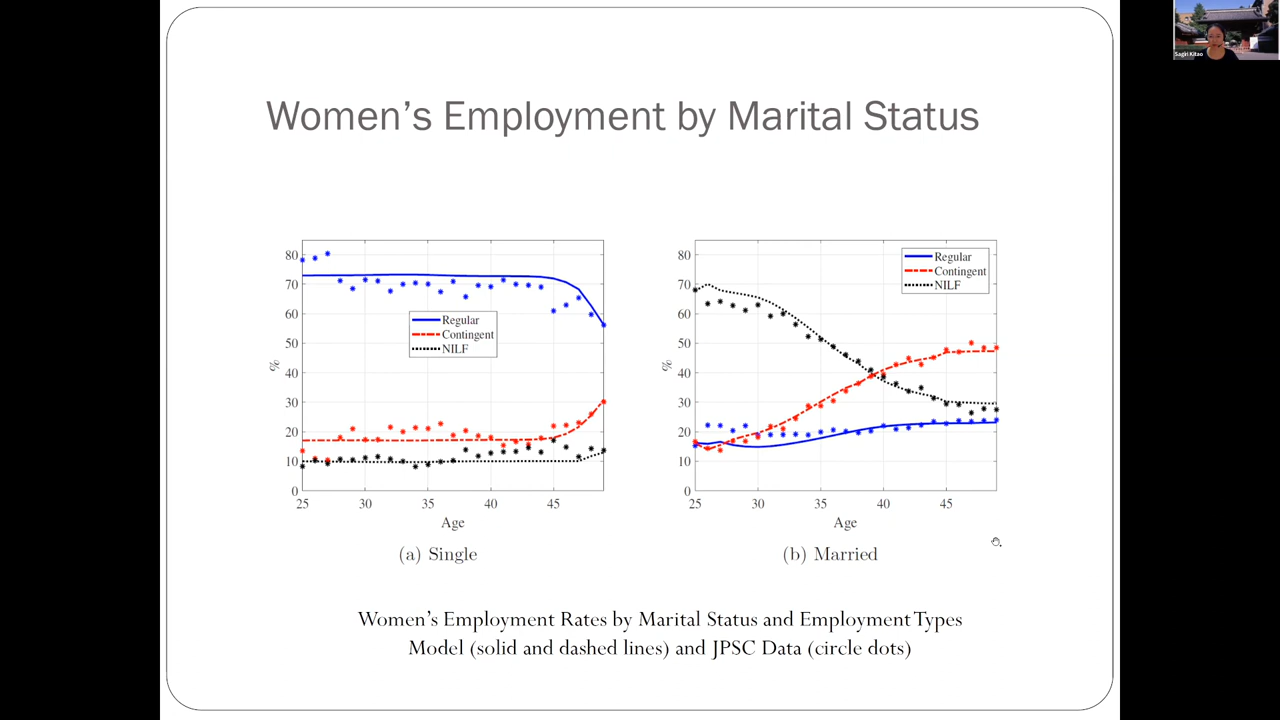 Sagiri Kitao
Women's Employment by Marital Status
80
70
60
50
40
30
20
10
0
%
Regular
Contingent
NILF
25 30 35 40 45
Age
(a) Single
80
70
60
50
40
30
20
10
0
%
Regular
Contingent
NILF
25 30 35 40 45
Age
(b) Married
Women's Employment Rates by Marital Status and Employment Types
Model (solid and dashed lines) and JPSC Data (circle dots)